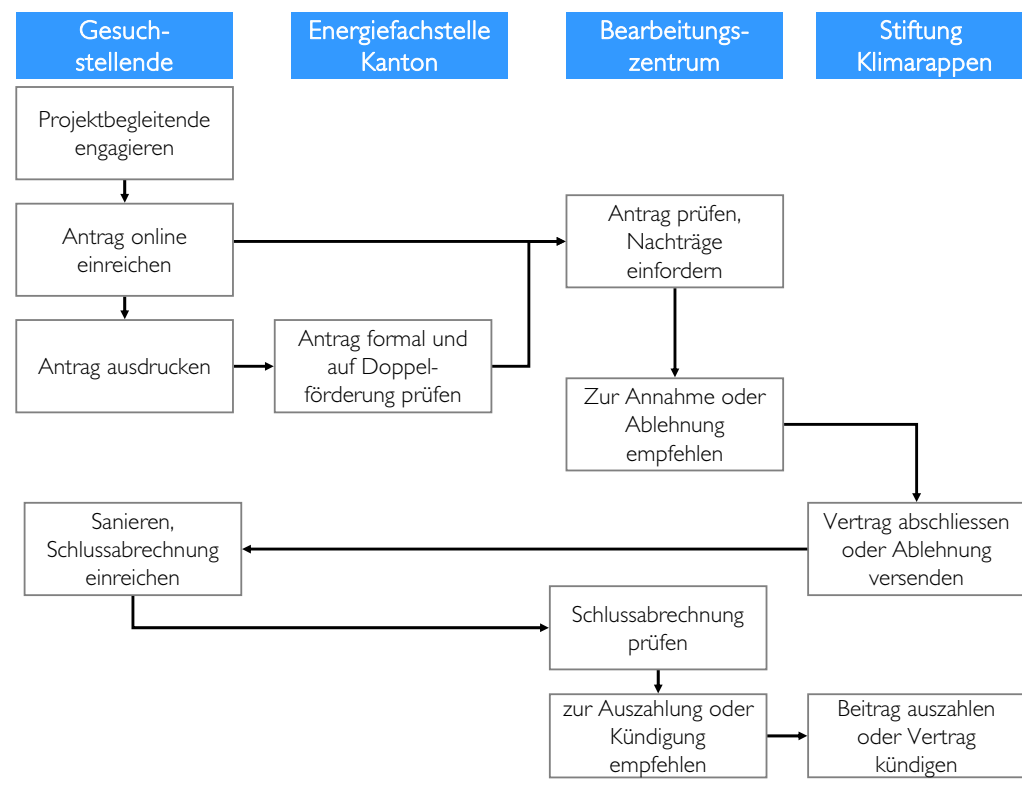 Gesuch-
stellende
Energiefachstelle
Kanton
Bearbeitungs-
zentrum
Stiftung
Klimarappen
Projektbegleitende
engagieren
Antrag online
einreichen
Antrag prüfen,
Nachträge
einfordern
Antrag ausdrucken
Antrag formal und
auf Doppel-
förderung prüfen
Zur Annahme oder
Ablehnung
empfehlen
Sanieren,
Schlussabrechnung
einreichen
Vertrag abschliessen
oder Ablehnung
versenden
Schlussabrechnung
prüfen
zur Auszahlung oder
Kündigung
empfehlen
Beitrag auszahlen
oder Vertrag
kündigen